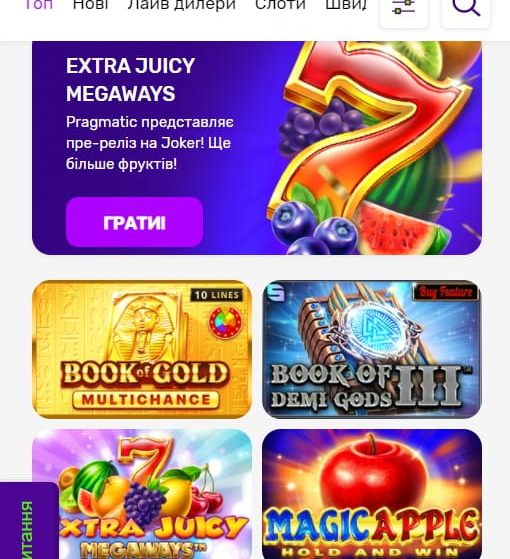 Топ Нові Лайв дилери Слоти Швид
EXTRA JUICY
MEGAWAYS
Pragmatic представляє
пре-реліз на Joker! Ще
більше фруктів!
ГРАТИ!
10 LINES
BOOK of GOLD
MULTICHANCE
Buy Feature
BOOK OF
DEMI GODS III
EXTRA JUICY
MEGAWAYS™
MAGIC APPLE
HOLD AND W
итання